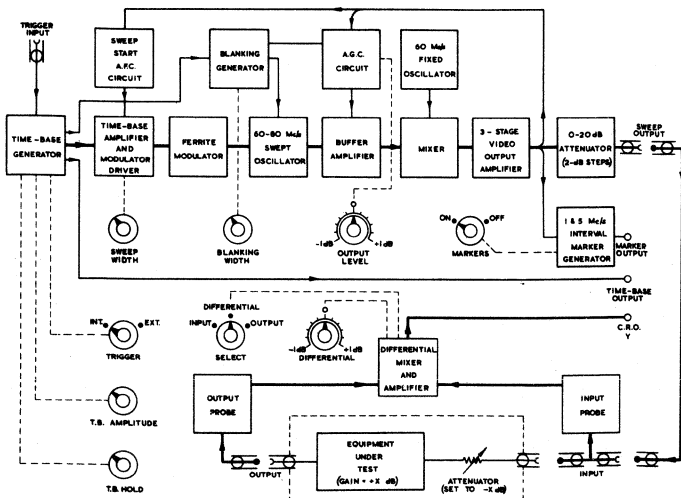 TRIGGER
INPUT
SWEEP
START
A.F.C.
CIRCUIT
BLANKING
GENERATOR
A.G.C.
CIRCUIT
60 Mc/s
FIXED
OSCILLATOR
TIME-BASE
GENERATOR
TIME-BASE
AMPLIFIER
AND
MODULATOR
DRIVER
FERRITE
MODULATOR
60-80 Mc/s
SWEPT
OSCILLATOR
BUFFER
AMPLIFIER
MIXER
3-STAGE
VIDEO
OUTPUT
AMPLIFIER
0-20dB
ATTENUATOR
(2-dB STEPS)
SWEEP
OUTPUT
SWEEP
WIDTH
BLANKING
WIDTH
-1dB
+1dB
OUTPUT
LEVEL
ON
OFF
MARKERS
1 & 5 Mc/s
INTERVAL
MARKER
GENERATOR
MARKER
OUTPUT
TIME-BASE
OUTPUT
INT.
EXT.
TRIGGER
DIFFERENTIAL
INPUT
OUTPUT
SELECT
-1dB
+1dB
DIFFERENTIAL
DIFFERENTIAL
MIXER
AND
AMPLIFIER
C.R.O.
Y
T.B. AMPLITUDE
OUTPUT
PROBE
INPUT
PROBE
T.B. HOLD
OUTPUT
EQUIPMENT
UNDER
TEST
(GAIN = +X dB)
ATTENUATOR
(SET TO -X dB)
INPUT